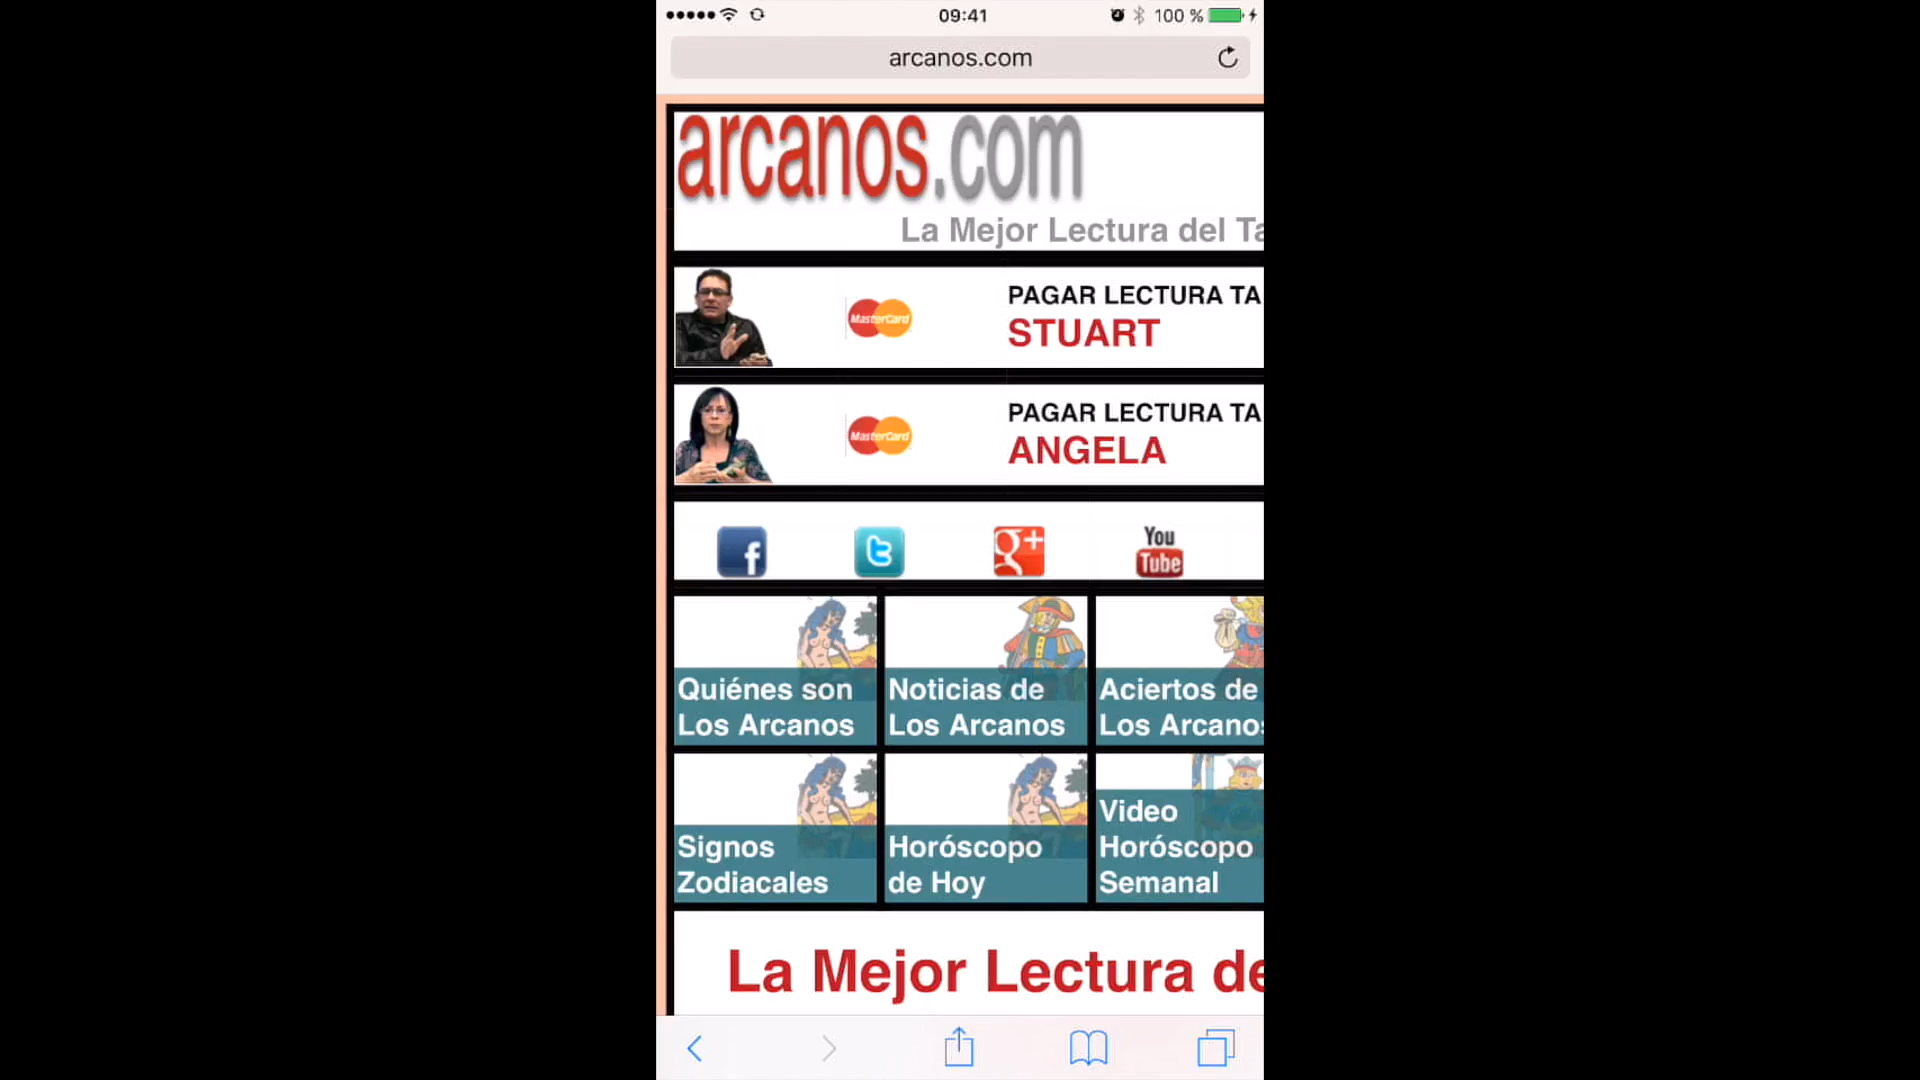 09:41
100 %
arcanos.com
arcanos.com
La Mejor Lectura del Ta
MasterCard
PAGAR LECTURA TA
STUART
MasterCard
PAGAR LECTURA TA
ANGELA
f
t
g+
You
Tube
Quiénes son
Los Arcanos
Noticias de
Los Arcanos
Aciertos de
Los Arcanos
Signos
Zodiacales
Horóscopo
de Hoy
Video
Horóscopo
Semanal
La Mejor Lectura de